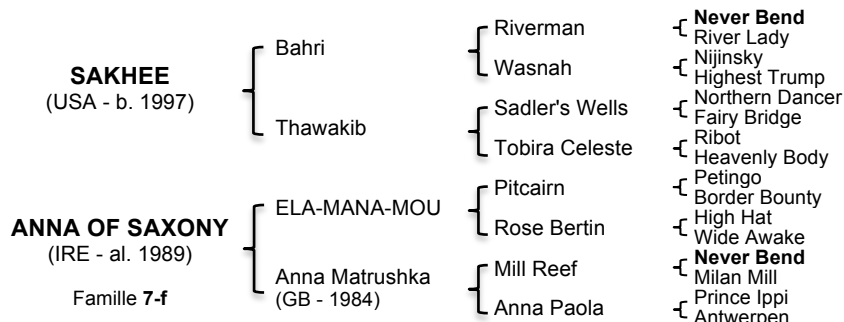 SAKHEE
(USA - b. 1997)
Bahri
Thawakib
Riverman
Wasnah
Sadler's Wells
Tobira Celeste
Never Bend
River Lady
Nijinsky
Highest Trump
Northern Dancer
Fairy Bridge
Ribot
Heavenly Body
ANNA OF SAXONY
(IRE - al. 1989)
Famille 7-f
ELA-MANA-MOU
Anna Matrushka
(GB - 1984)
Pitcairn
Rose Bertin
Mill Reef
Anna Paola
Petingo
Border Bounty
High Hat
Wide Awake
Never Bend
Milan Mill
Prince Ippi
Antwerpen